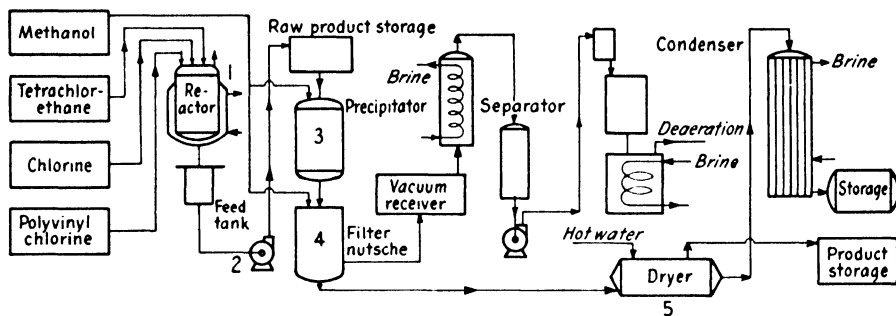 Methanol
Tetrachlor-
ethane
Chlorine
Polyvinyl
chlorine
Re-
actor
1
Feed
tank
2
Raw product storage
Precipitator
3
4
Filter
nutsche
Brine
Vacuum
receiver
Separator
Deaeration
Brine
Condenser
Brine
Storage
Hot water
Dryer
5
Product
storage